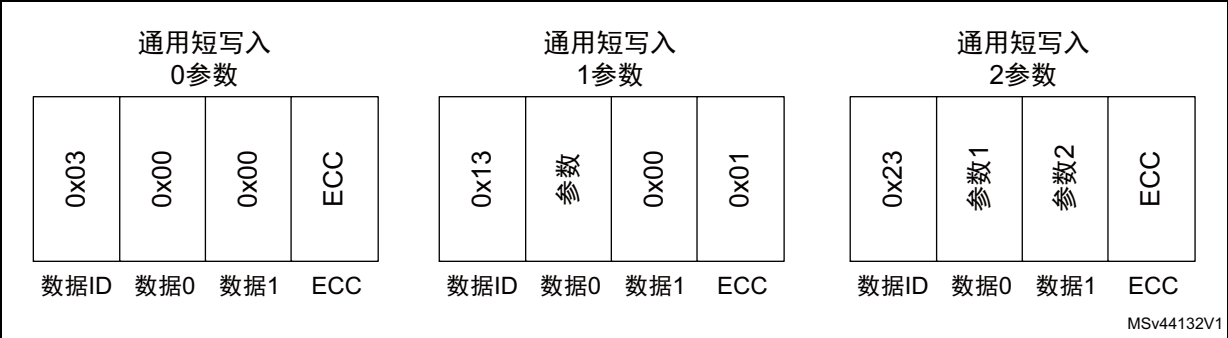 通用短写入
0参数
0x03
0x00
0x00
ECC
数据ID 数据0 数据1 ECC
通用短写入
1参数
0x13
参数
0x00
0x01
数据ID 数据0 数据1 ECC
通用短写入
2参数
0x23
参数1
参数2
ECC
数据ID 数据0 数据1 ECC
MSv44132V1